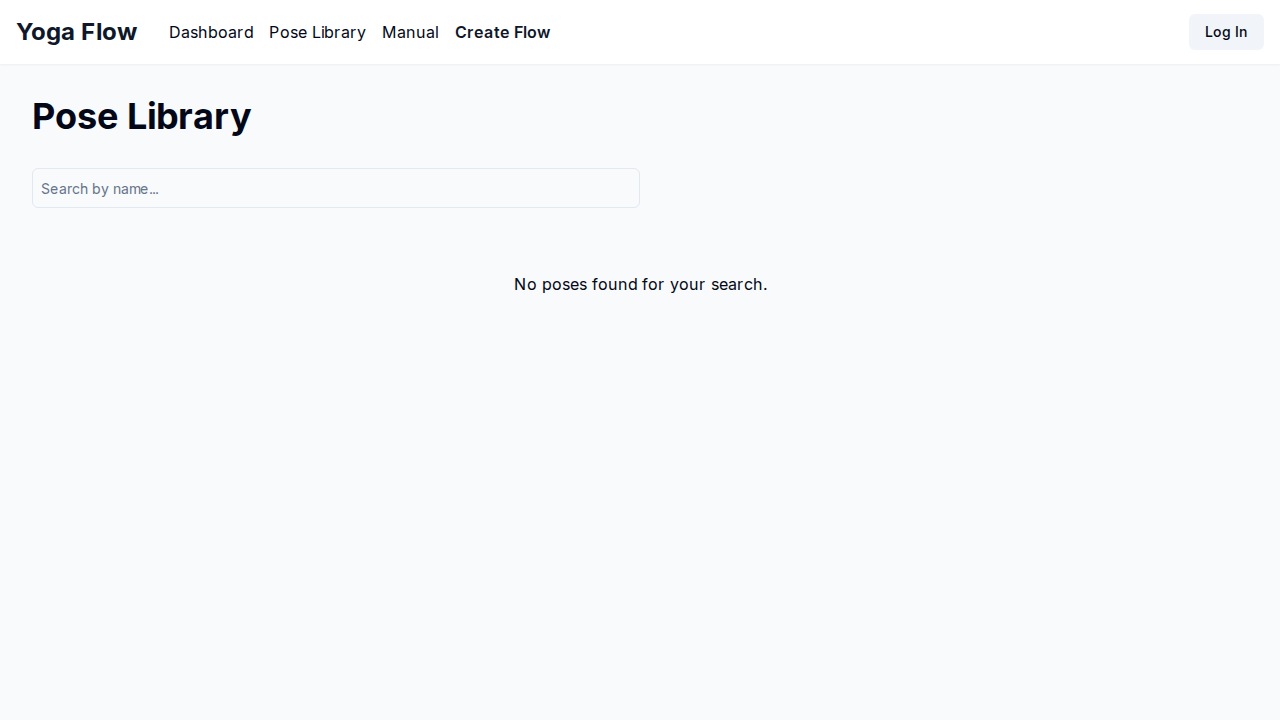 Yoga Flow Dashboard Pose Library Manual Create Flow Log In
Pose Library
Search by name...
No poses found for your search.